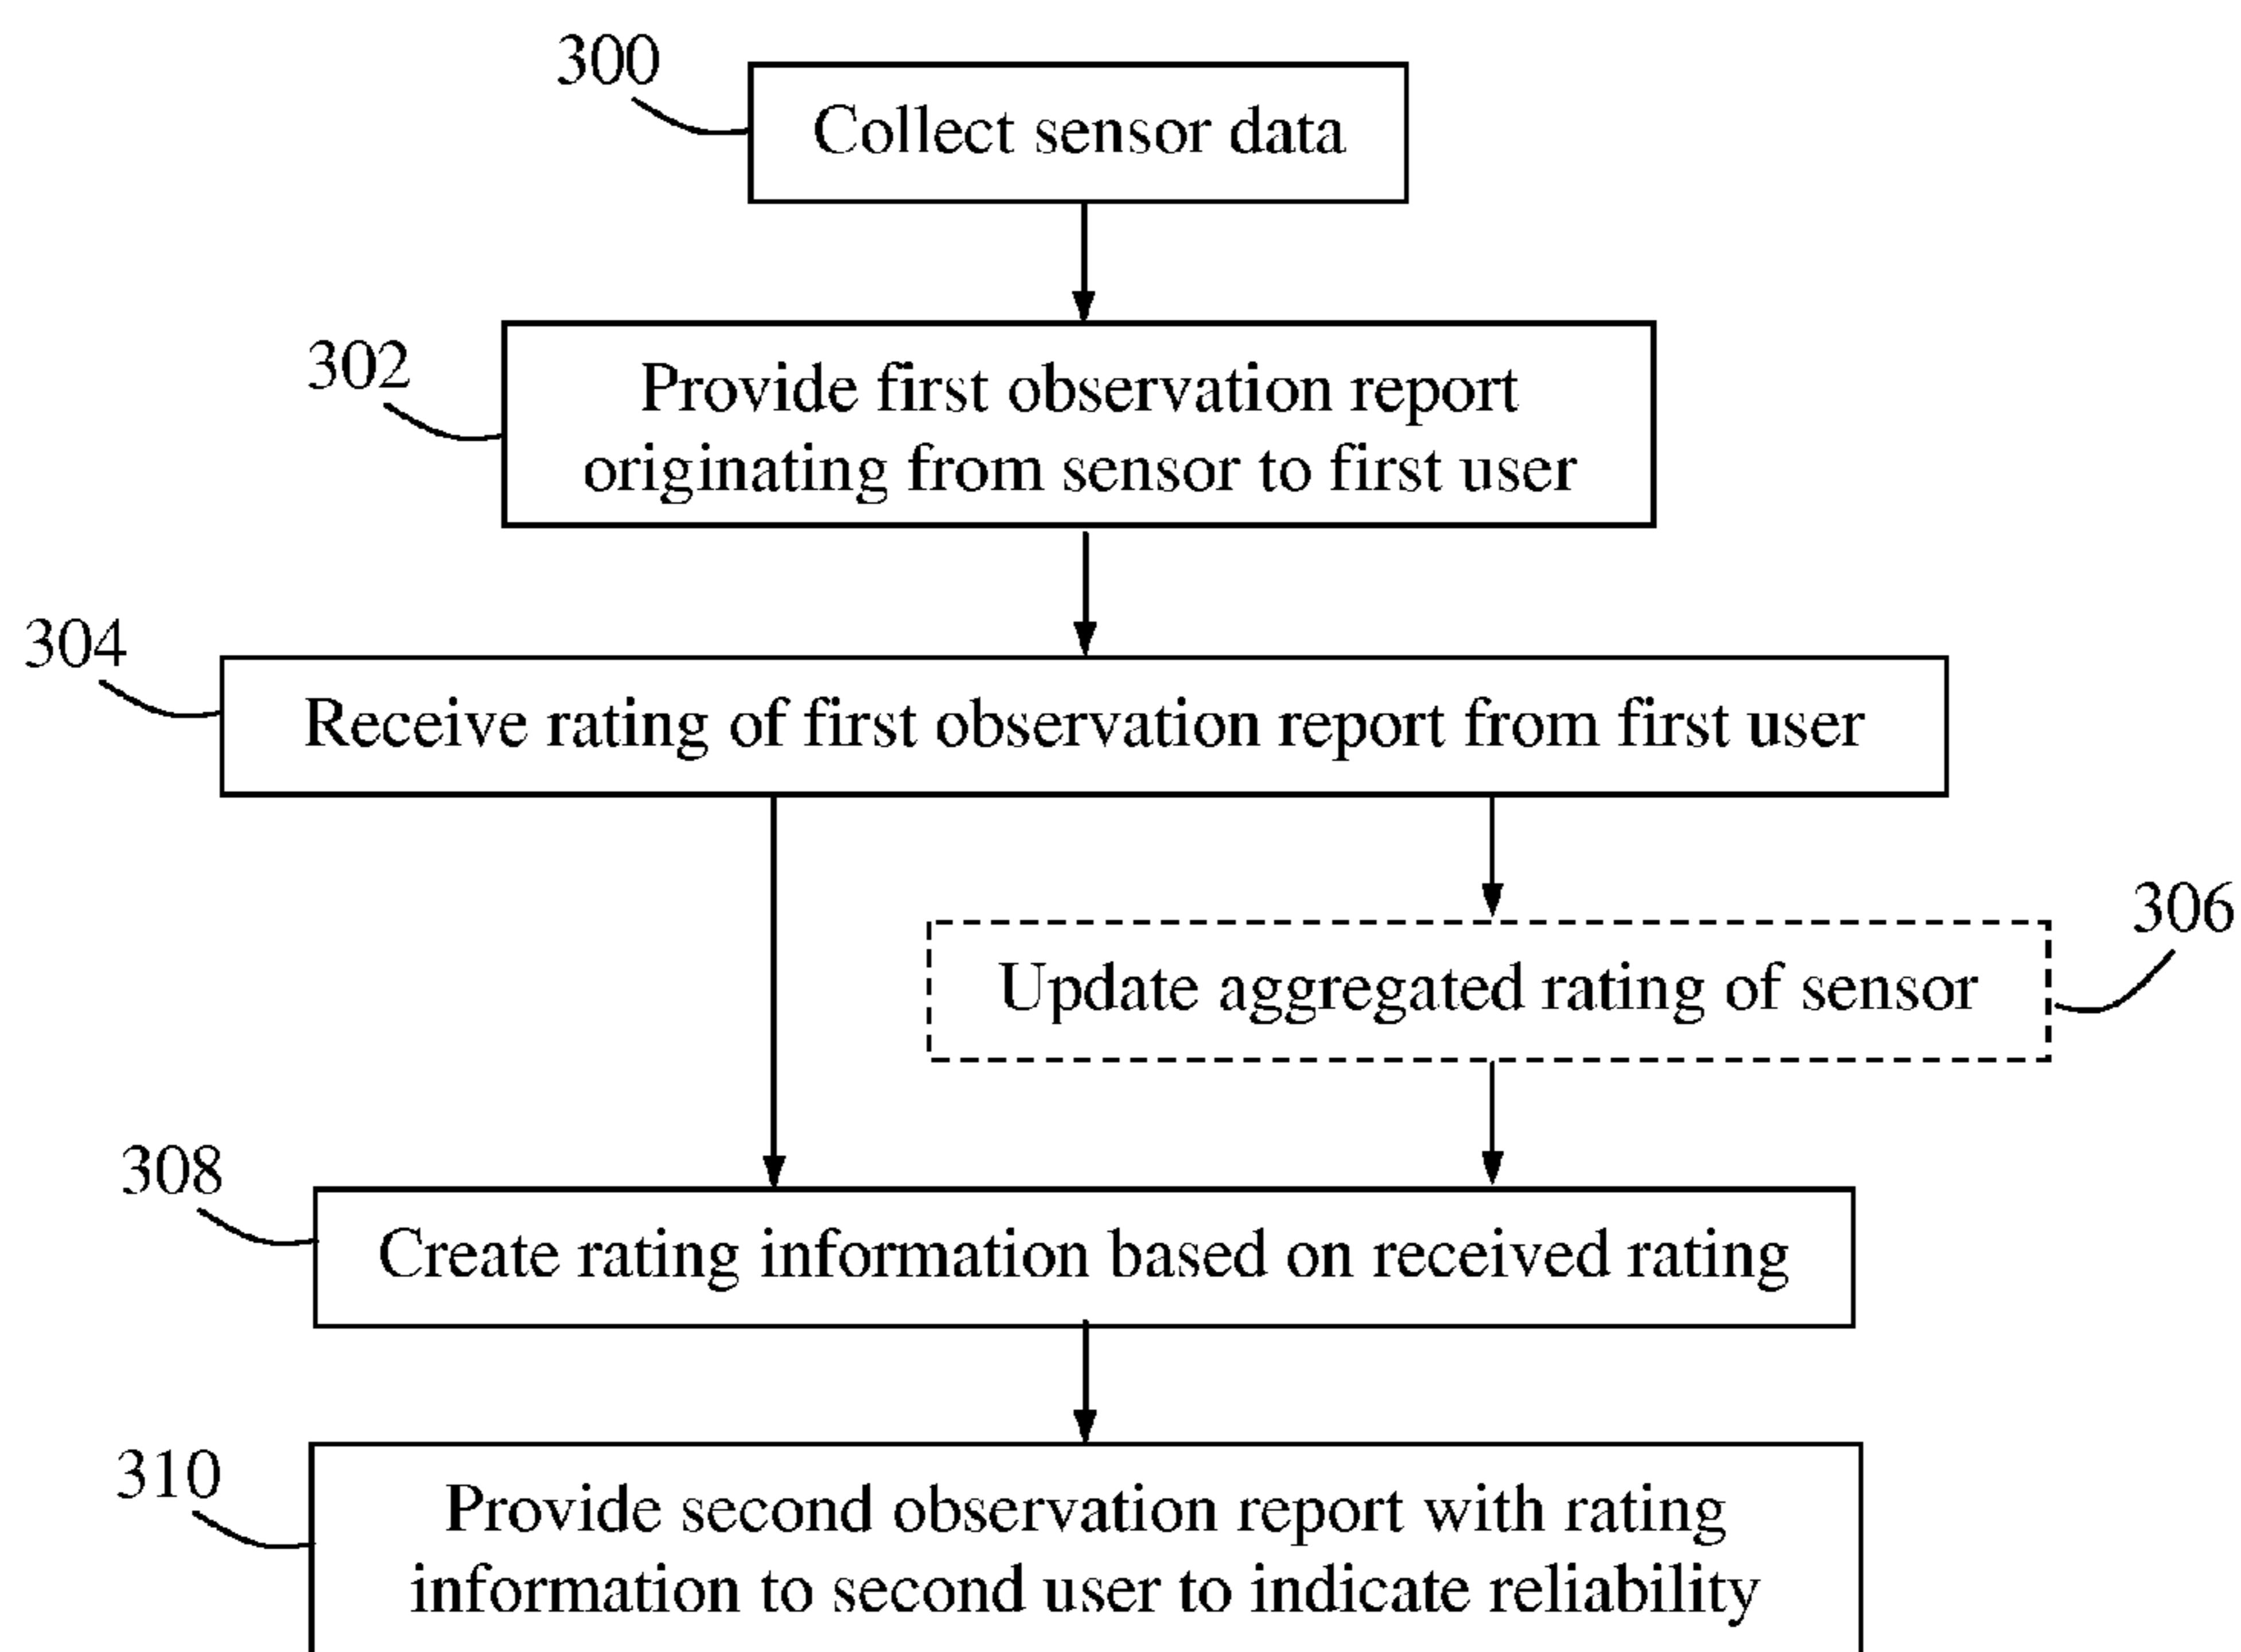 300
Collect sensor data
302
Provide first observation report
originating from sensor to first user
304
Receive rating of first observation report from first user
306
Update aggregated rating of sensor
308
Create rating information based on received rating
310
Provide second observation report with rating
information to second user to indicate reliability